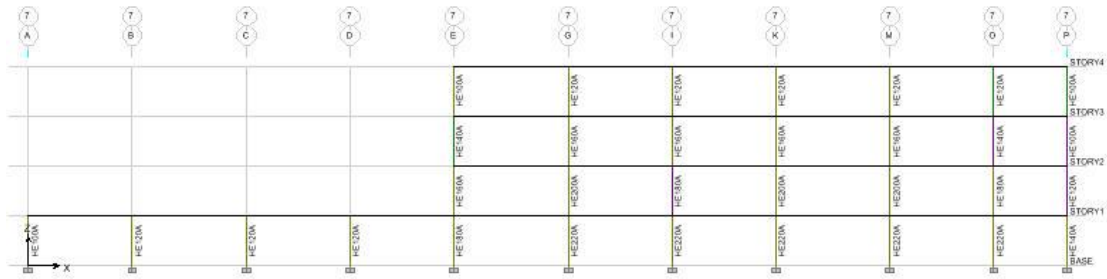 7 7 7 7 7 7 7 7 7 7 7
A B C D E G I K M O P
STORY4
HE100A HE120A HE120A HE120A HE120A HE120A HE100A
STORY3
HE140A HE160A HE160A HE160A HE160A HE140A HE100A
STORY2
HE160A HE200A HE180A HE200A HE200A HE180A HE120A
STORY1
Z
HE100A HE120A HE120A HE120A HE180A HE220A HE220A HE220A HE220A HE220A HE140A
X
BASE